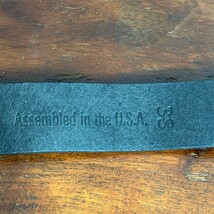 Assembled in the U.S.A.
38